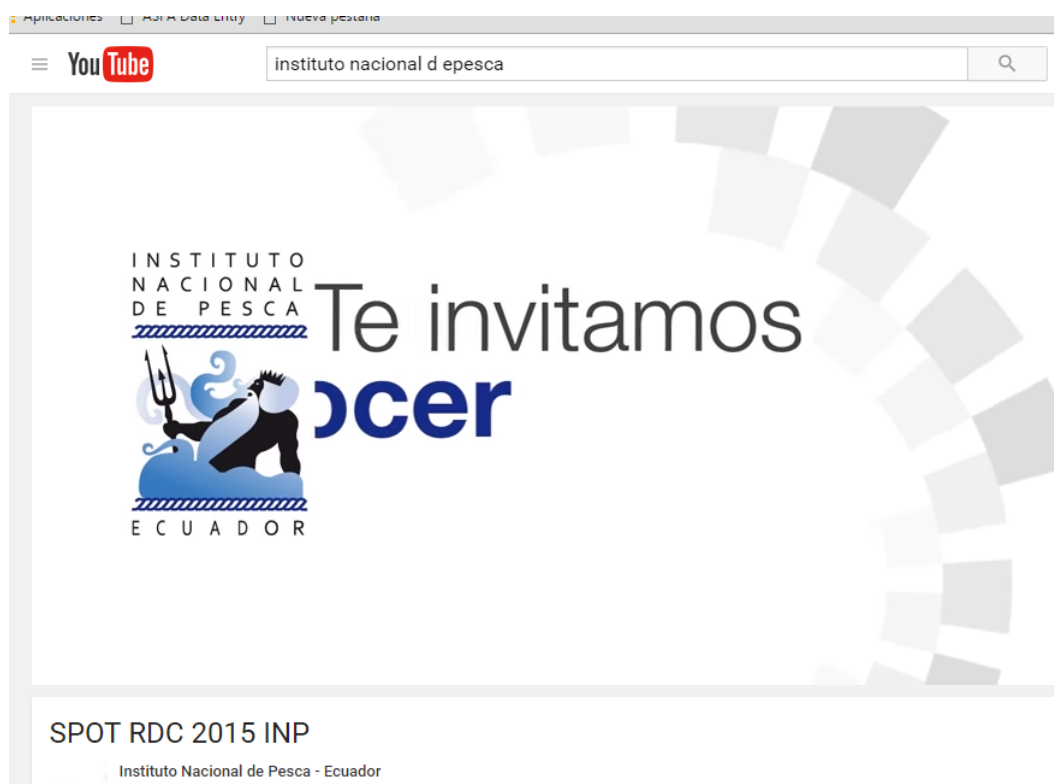 Aplicaciones ASFA Data Entry Nueva pestaña
YouTube
instituto nacional d epesca
INSTITUTO
NACIONAL
DE PESCA
Te invitamos
ocer
ECUADOR
SPOT RDC 2015 INP
Instituto Nacional de Pesca - Ecuador